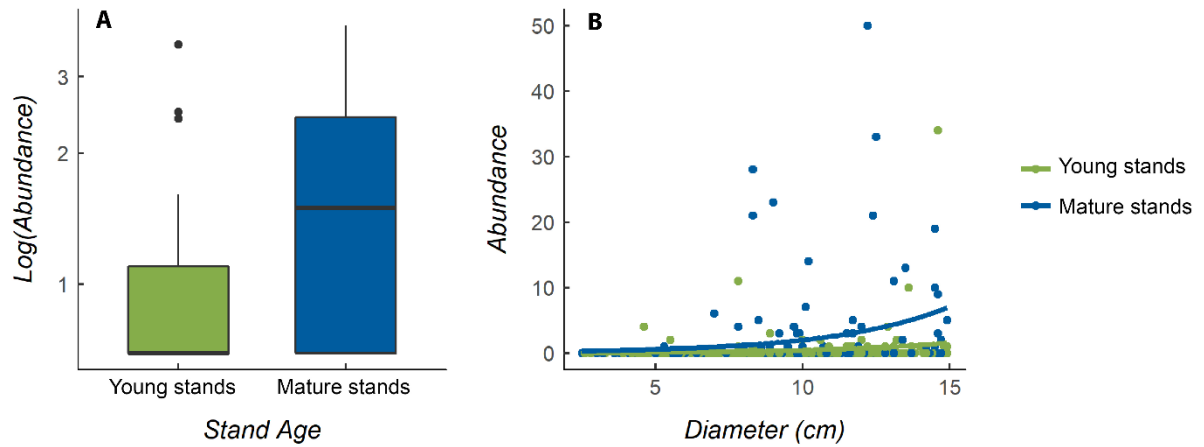 A
Log(Abundance)
3
2
1
Young stands
Mature stands
Stand Age
B
Abundance
50
40
30
20
10
0
5
10
15
Diameter (cm)
Young stands
Mature stands